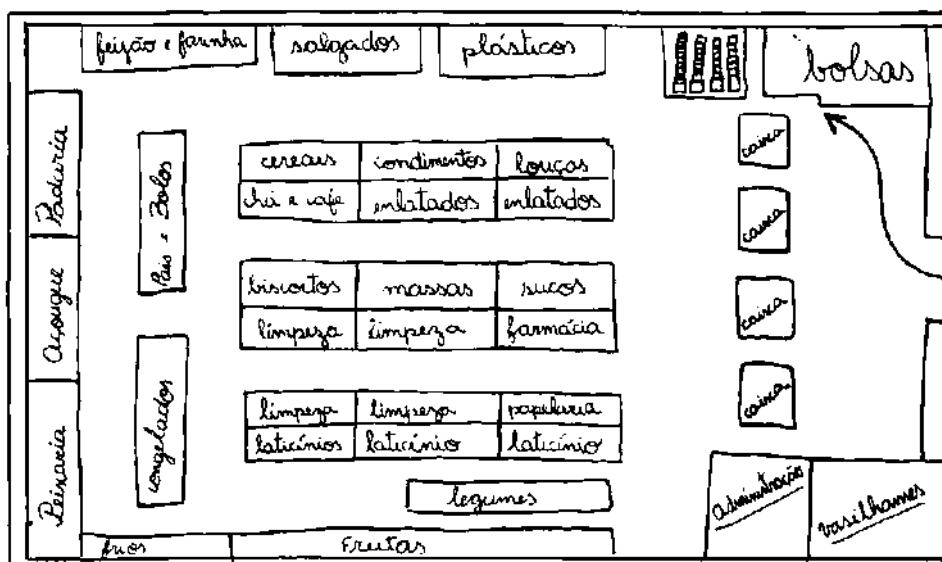 feijão e farinha
salgados
plásticos
bolsas
Padaria
Açougue
Peixaria
Pais e Bolos
congelados
cereais condimentos louças
chá e café enlatados enlatados
biscoitos massas sucos
limpeza limpeza farmácia
limpeza limpeza papelaria
laticínios laticínio laticínio
legumes
frios
Frutas
caixa
caixa
caixa
caixa
administração
vasilhames